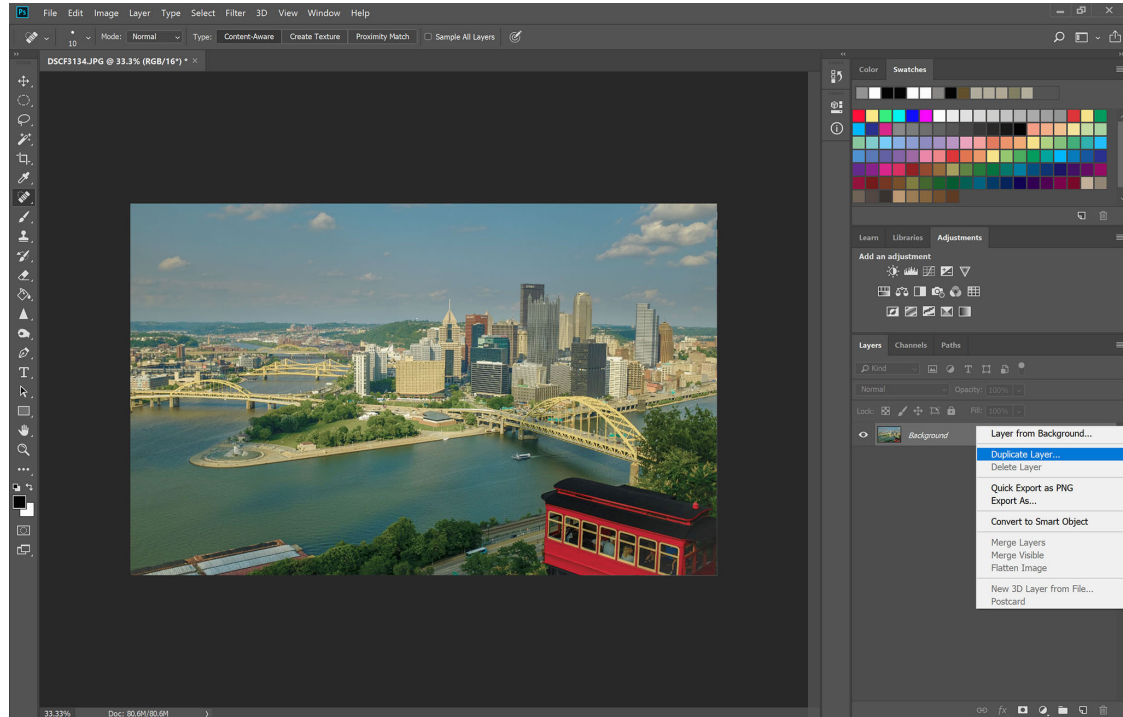 Ps File Edit Image Layer Type Select Filter 3D View Window Help
10 Mode: Normal Type: Content-Aware Create Texture Proximity Match Sample All Layers
DSCF3134.JPG @ 33.3% (RGB/16*) * ×
Color Swatches
Learn Libraries Adjustments
Add an adjustment
Layers Channels Paths
Kind
Normal Opacity: 100%
Lock: Fill: 100%
Background
Layer from Background...
Duplicate Layer...
Delete Layer
Quick Export as PNG
Export As...
Convert to Smart Object
Merge Layers
Merge Visible
Flatten Image
New 3D Layer from File...
Postcard
33.33% Doc: 80.6M/80.6M
fx